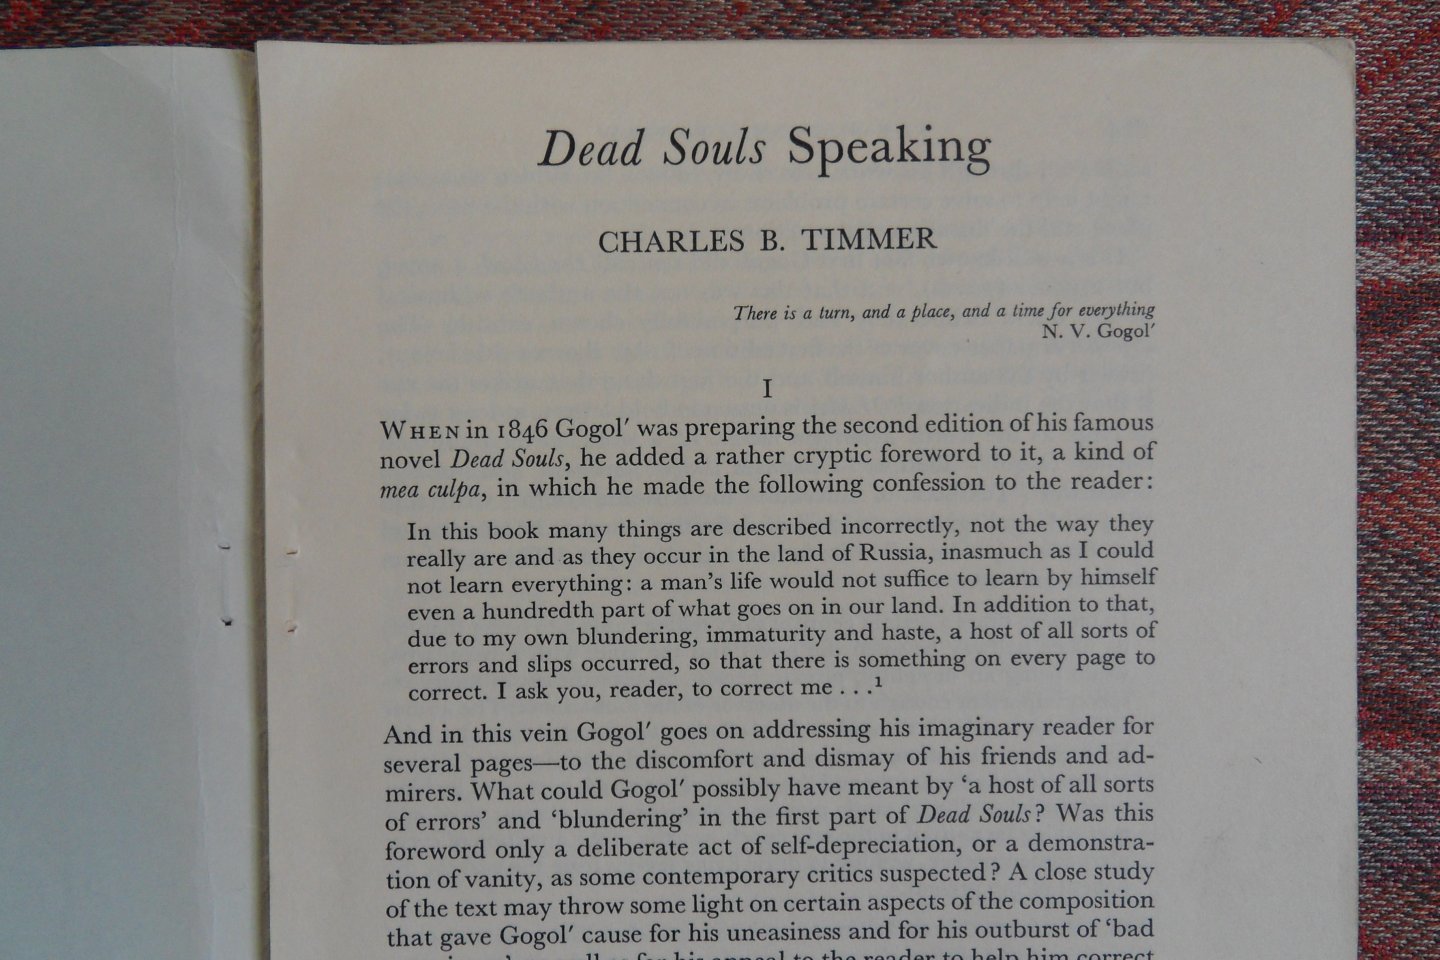 Dead Souls Speaking
CHARLES B. TIMMER
There is a turn, and a place, and a time for everything
N. V. Gogol′
I
WHEN in 1846 Gogol′ was preparing the second edition of his famous
novel Dead Souls, he added a rather cryptic foreword to it, a kind of
mea culpa, in which he made the following confession to the reader:
In this book many things are described incorrectly, not the way they
really are and as they occur in the land of Russia, inasmuch as I could
not learn everything: a man's life would not suffice to learn by himself
even a hundredth part of what goes on in our land. In addition to that,
due to my own blundering, immaturity and haste, a host of all sorts of
errors and slips occurred, so that there is something on every page to
correct. I ask you, reader, to correct me . . .¹
And in this vein Gogol′ goes on addressing his imaginary reader for
several pages—to the discomfort and dismay of his friends and ad-
mirers. What could Gogol′ possibly have meant by ‘a host of all sorts
of errors’ and ‘blundering’ in the first part of Dead Souls? Was this
foreword only a deliberate act of self-depreciation, or a demonstra-
tion of vanity, as some contemporary critics suspected? A close study
of the text may throw some light on certain aspects of the composition
that gave Gogol′ cause for his uneasiness and for his outburst of ‘bad
for his appeal to the reader to help him correct